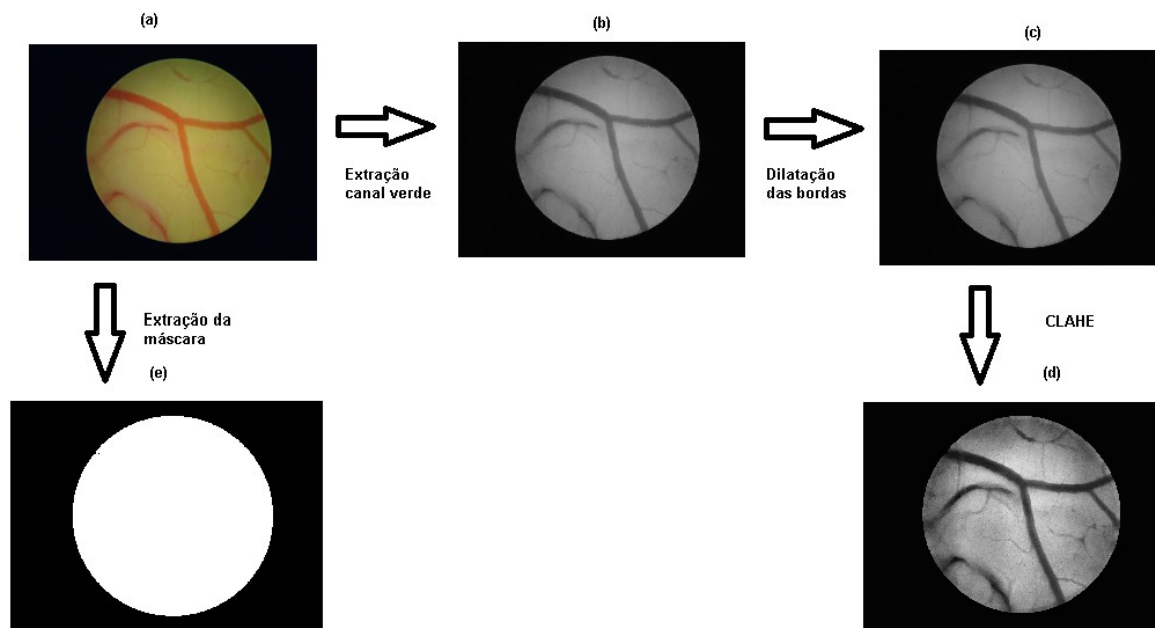 (a)
(b)
(c)
Extração
canal verde
Dilatação
das bordas
Extração da
máscara
CLAHE
(e)
(d)